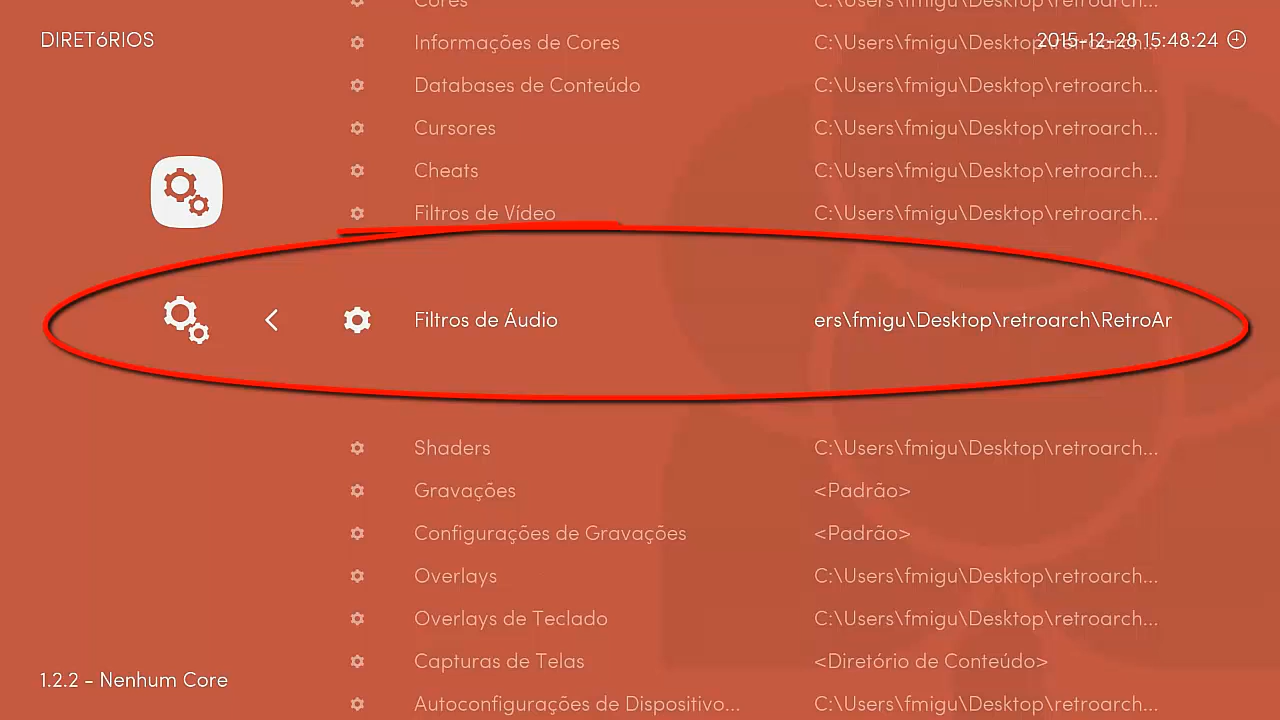 Cores C:\Users\fmigu\Desktop\retroarch...
DIRETóRIOS
2015-12-28 15:48:24
Informações de Cores C:\Users\fmigu\Desktop\retroarch...
Databases de Conteúdo C:\Users\fmigu\Desktop\retroarch...
Cursores C:\Users\fmigu\Desktop\retroarch...
Cheats C:\Users\fmigu\Desktop\retroarch...
Filtros de Vídeo C:\Users\fmigu\Desktop\retroarch...
Filtros de Áudio ers\fmigu\Desktop\retroarch\RetroAr
Shaders C:\Users\fmigu\Desktop\retroarch...
Gravações <Padrão>
Configurações de Gravações <Padrão>
Overlays C:\Users\fmigu\Desktop\retroarch...
Overlays de Teclado C:\Users\fmigu\Desktop\retroarch...
Capturas de Telas <Diretório de Conteúdo>
1.2.2 - Nenhum Core
Autoconfigurações de Dispositivo... C:\Users\fmigu\Desktop\retroarch...